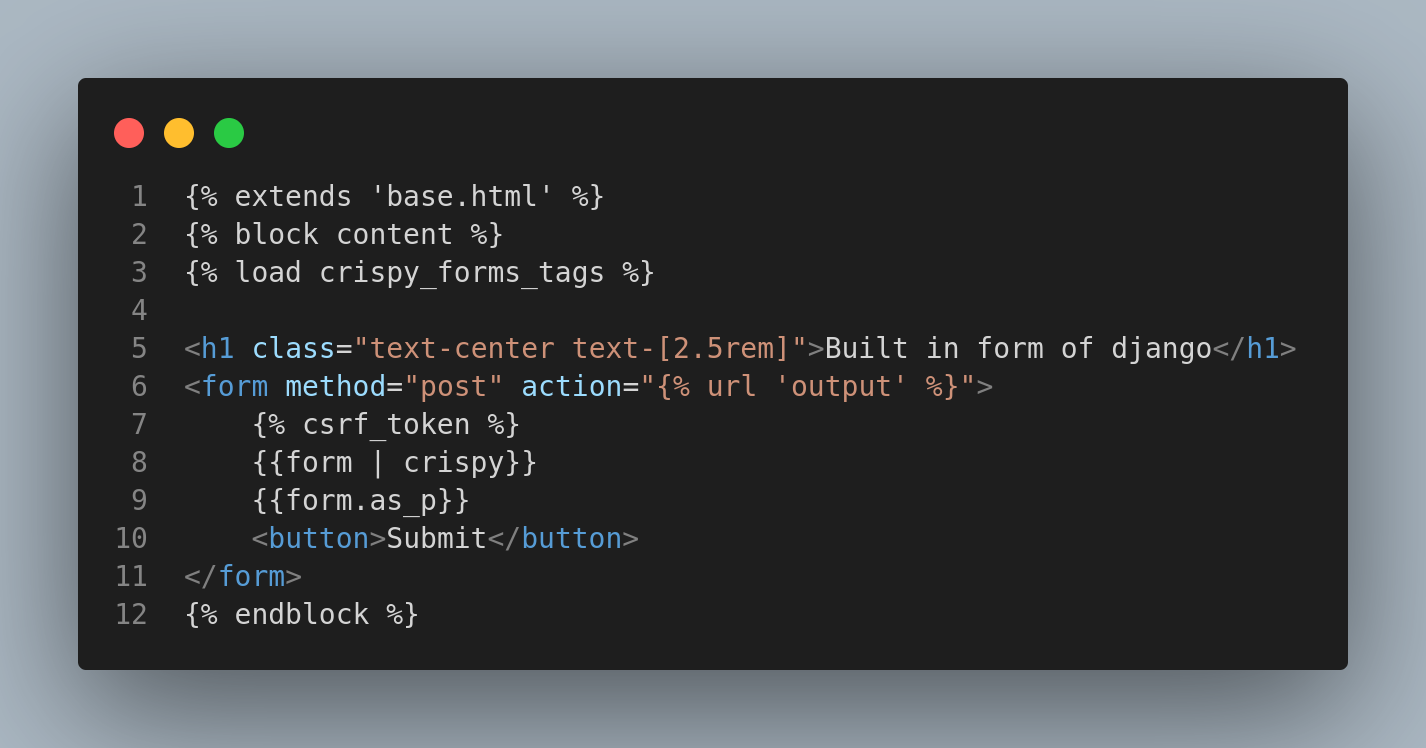 1 {% extends 'base.html' %}
2 {% block content %}
3 {% load crispy_forms_tags %}
4
5 <h1 class="text-center text-[2.5rem]">Built in form of django</h1>
6 <form method="post" action="{% url 'output' %}">
7     {% csrf_token %}
8     {{form | crispy}}
9     {{form.as_p}}
10     <button>Submit</button>
11 </form>
12 {% endblock %}